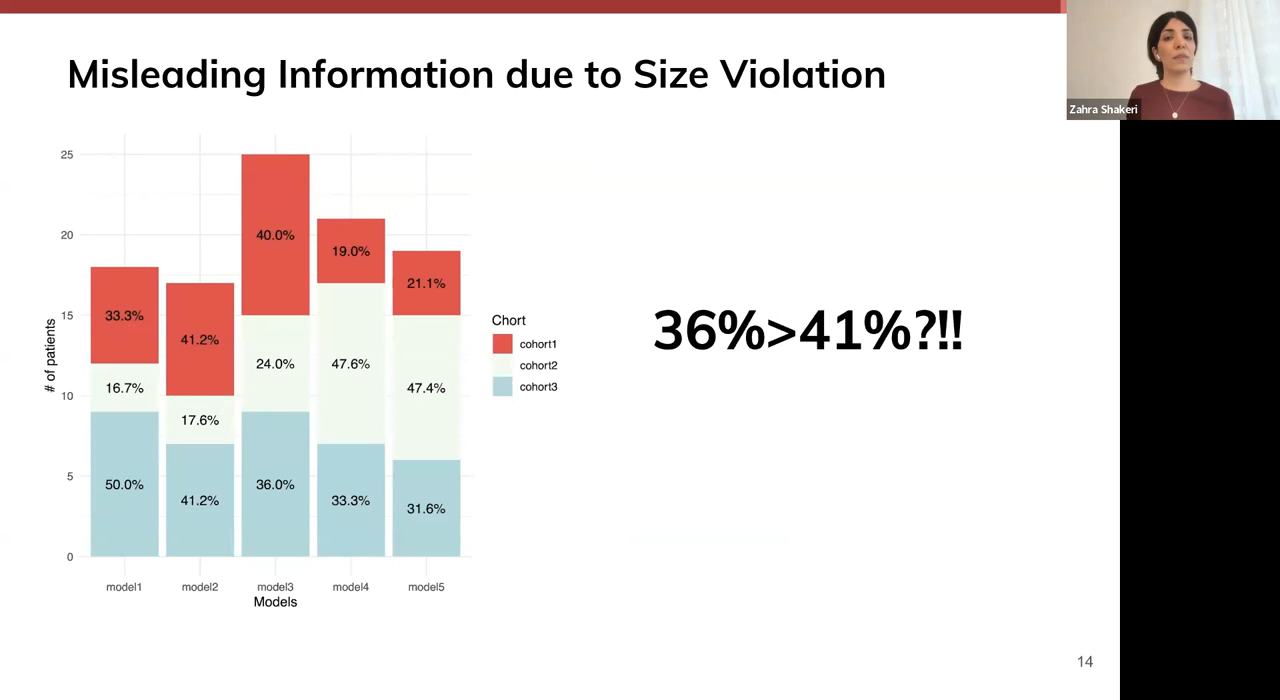 Misleading Information due to Size Violation
Zahra Shakeri
25
20
15
10
5
0
# of patients
33.3%
16.7%
50.0%
41.2%
17.6%
41.2%
40.0%
24.0%
36.0%
19.0%
47.6%
33.3%
21.1%
47.4%
31.6%
model1 model2 model3 model4 model5
Models
Chort
cohort1
cohort2
cohort3
36%>41%?!!
14